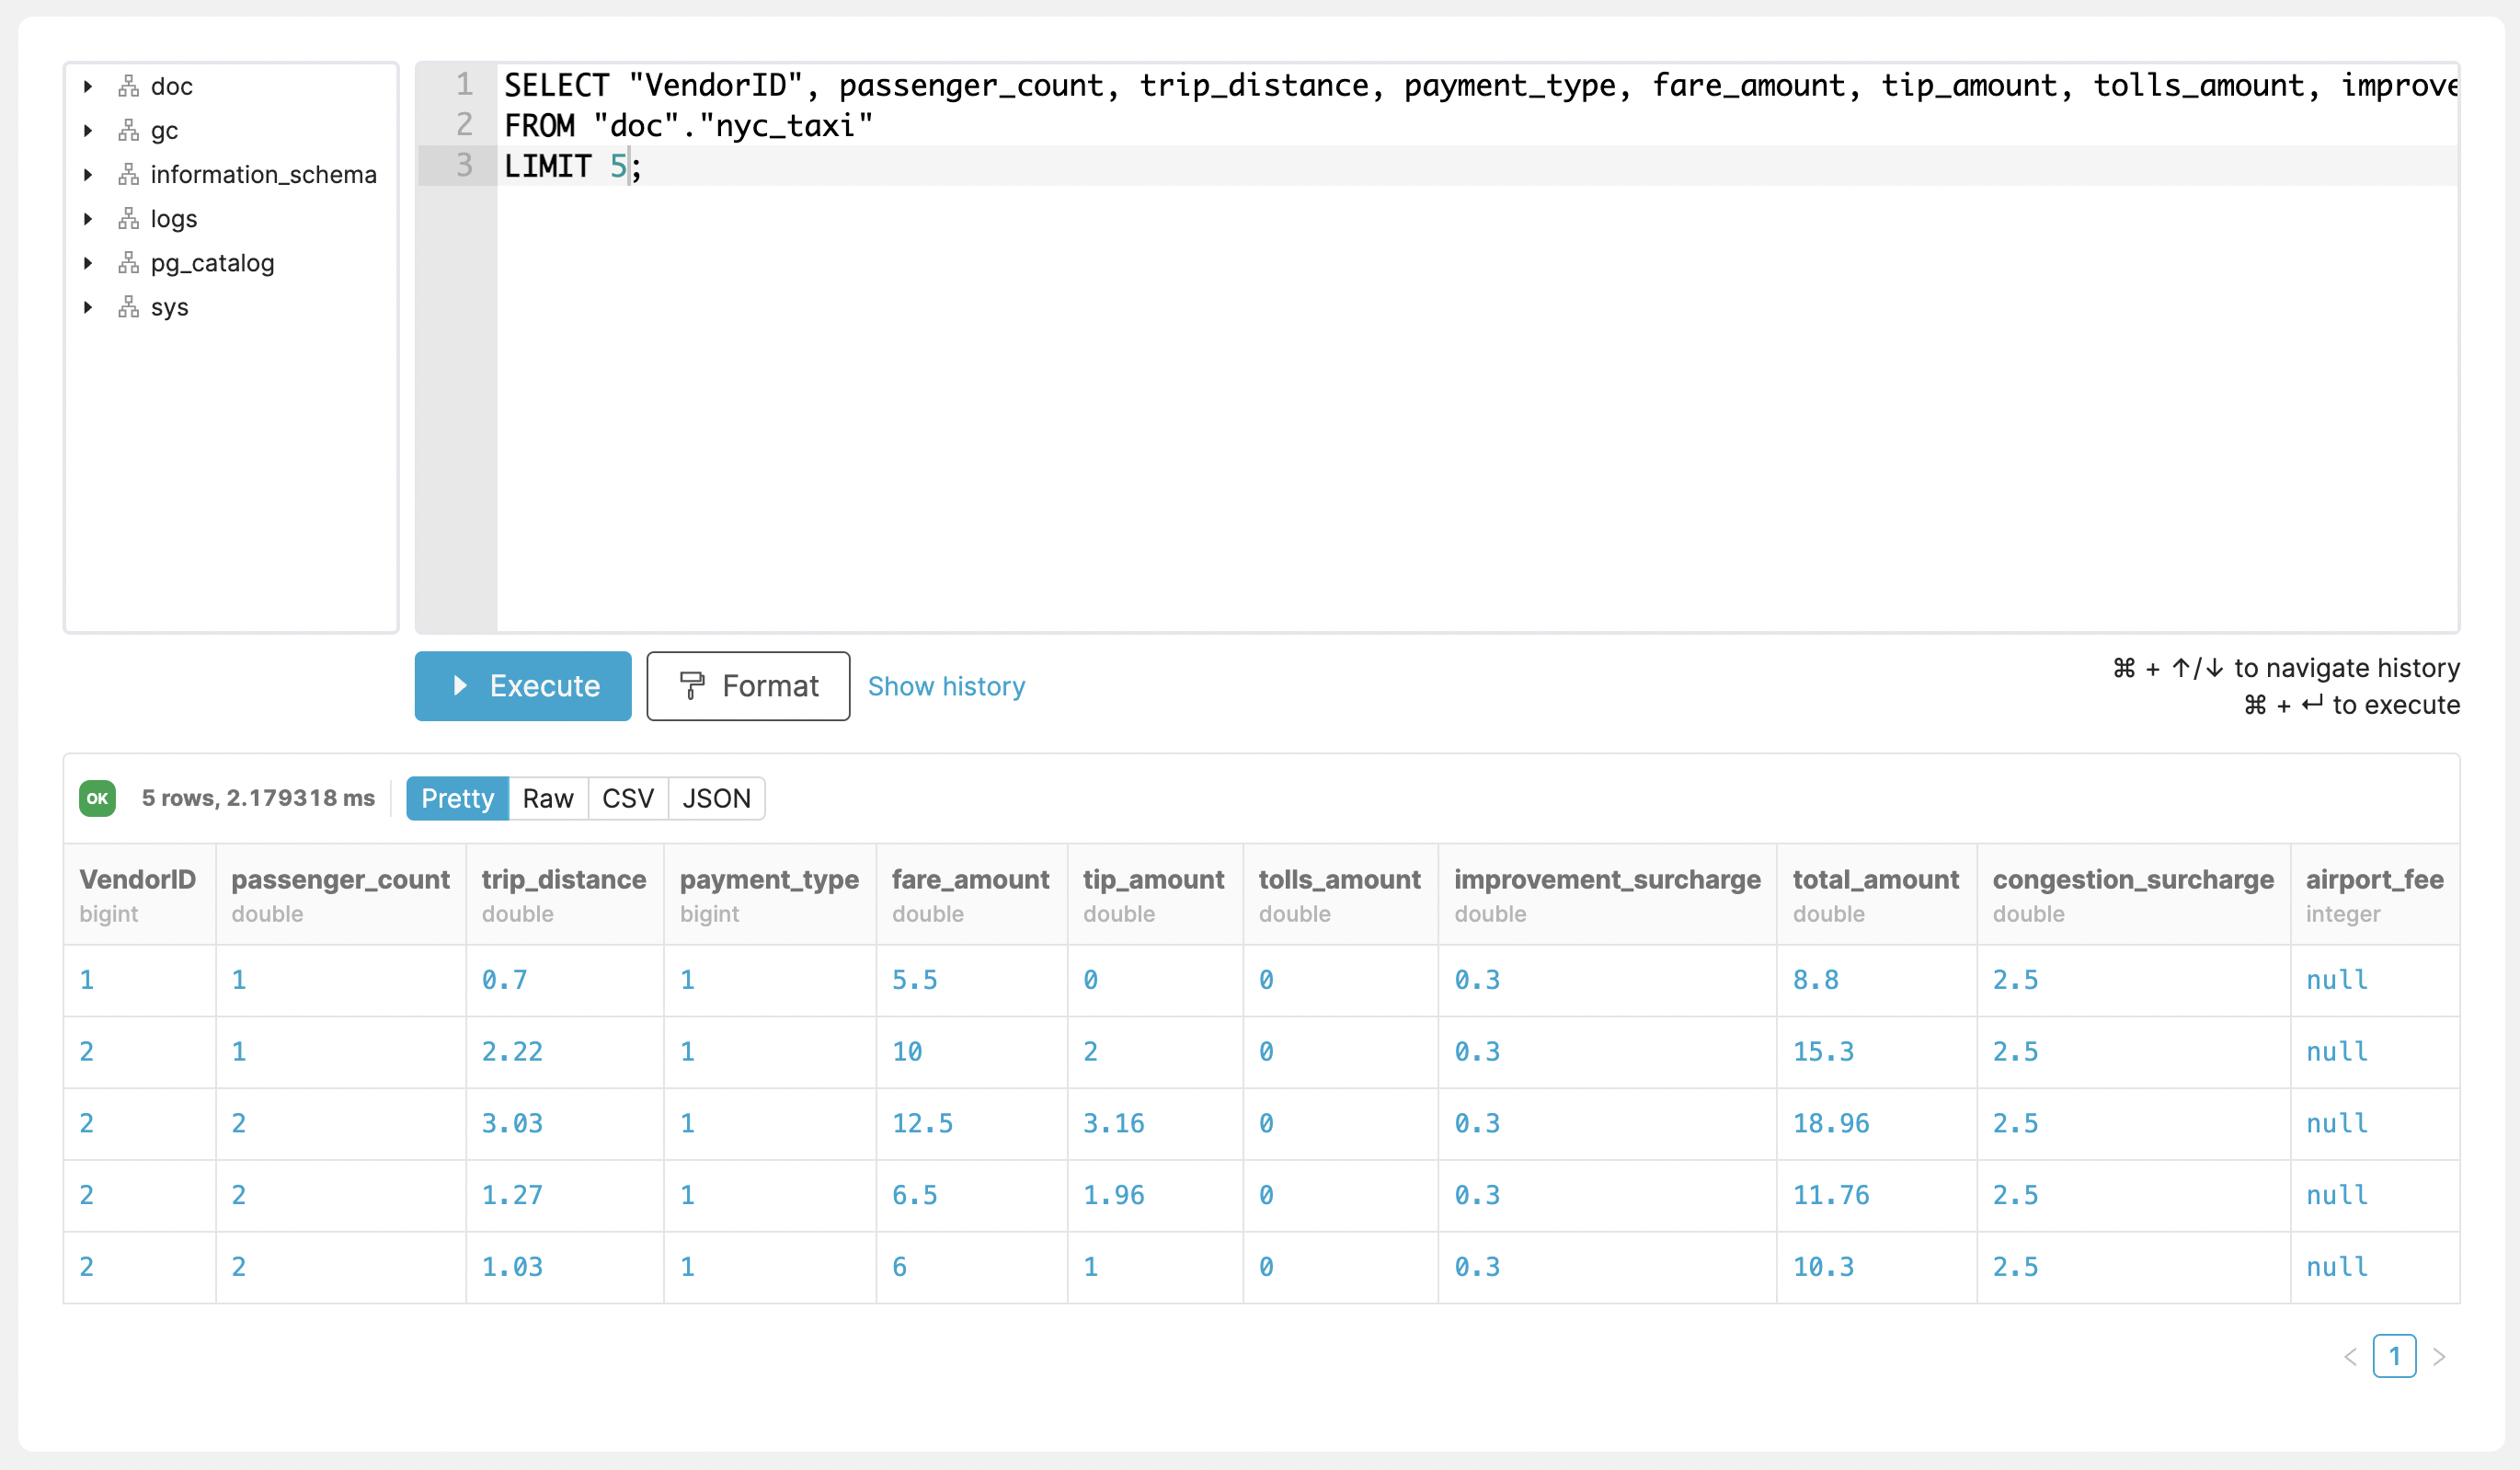 doc
gc
information_schema
logs
pg_catalog
sys
1 SELECT "VendorID", passenger_count, trip_distance, payment_type, fare_amount, tip_amount, tolls_amount, improve
2 FROM "doc"."nyc_taxi"
3 LIMIT 5;
Execute Format Show history
⌘ + ↑/↓ to navigate history
⌘ + ↵ to execute
OK 5 rows, 2.179318 ms Pretty Raw CSV JSON
VendorID passenger_count trip_distance payment_type fare_amount tip_amount tolls_amount improvement_surcharge total_amount congestion_surcharge airport_fee
bigint double double bigint double double double double double double integer
1 1 0.7 1 5.5 0 0 0.3 8.8 2.5 null
2 1 2.22 1 10 2 0 0.3 15.3 2.5 null
2 2 3.03 1 12.5 3.16 0 0.3 18.96 2.5 null
2 2 1.27 1 6.5 1.96 0 0.3 11.76 2.5 null
2 2 1.03 1 6 1 0 0.3 10.3 2.5 null
< 1 >